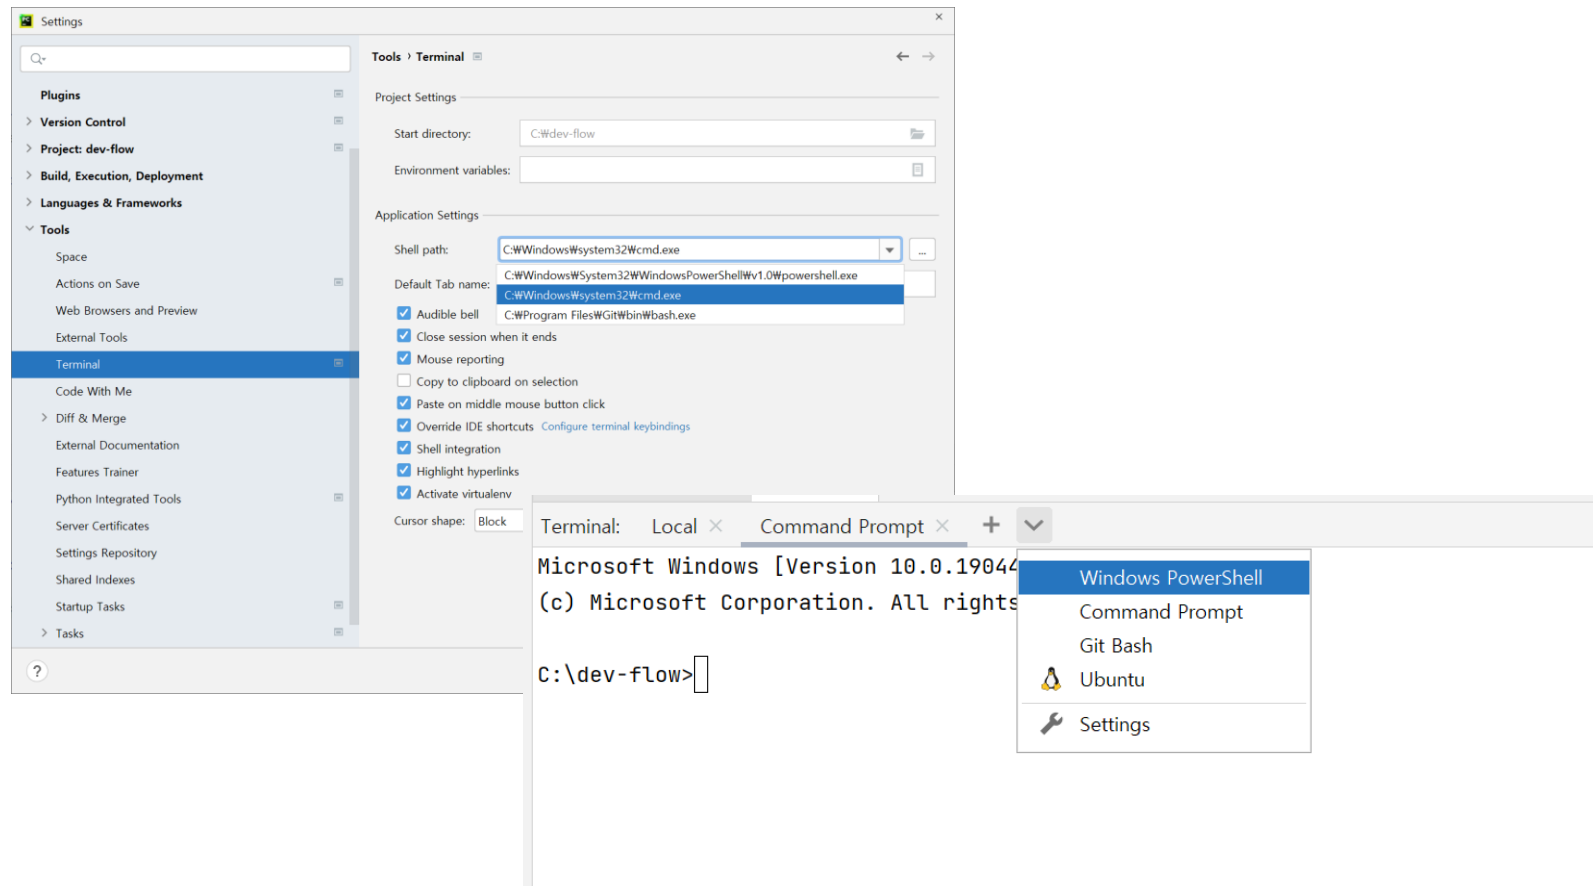 Settings
Plugins
Version Control
Project: dev-flow
Build, Execution, Deployment
Languages & Frameworks
Tools
Space
Actions on Save
Web Browsers and Preview
External Tools
Terminal
Code With Me
Diff & Merge
External Documentation
Features Trainer
Python Integrated Tools
Server Certificates
Settings Repository
Shared Indexes
Startup Tasks
Tasks
?
Tools › Terminal
Project Settings
Start directory: C:₩dev-flow
Environment variables:
Application Settings
Shell path: C:₩Windows₩system32₩cmd.exe
...
C:₩Windows₩System32₩WindowsPowerShell₩v1.0₩powershell.exe
Default Tab name:
C:₩Windows₩system32₩cmd.exe
C:₩Program Files₩Git₩bin₩bash.exe
Audible bell
Close session when it ends
Mouse reporting
Copy to clipboard on selection
Paste on middle mouse button click
Override IDE shortcuts Configure terminal keybindings
Shell integration
Highlight hyperlinks
Activate virtualenv
Cursor shape: Block
Terminal: Local Command Prompt
Microsoft Windows [Version 10.0.19044
(c) Microsoft Corporation. All rights
C:\dev-flow>
Windows PowerShell
Command Prompt
Git Bash
Ubuntu
Settings